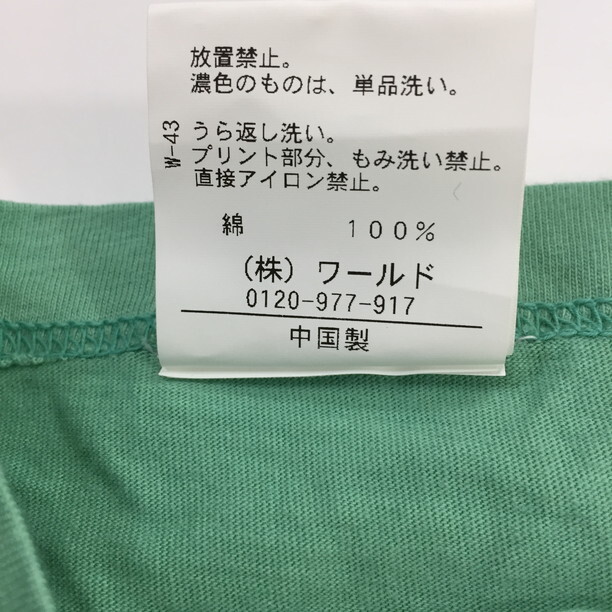 放置禁止。
濃色のものは、単品洗い。
W-43
うら返し洗い。
プリント部分、もみ洗い禁止。
直接アイロン禁止。
綿 100%
(株) ワールド
0120-977-917
中国製